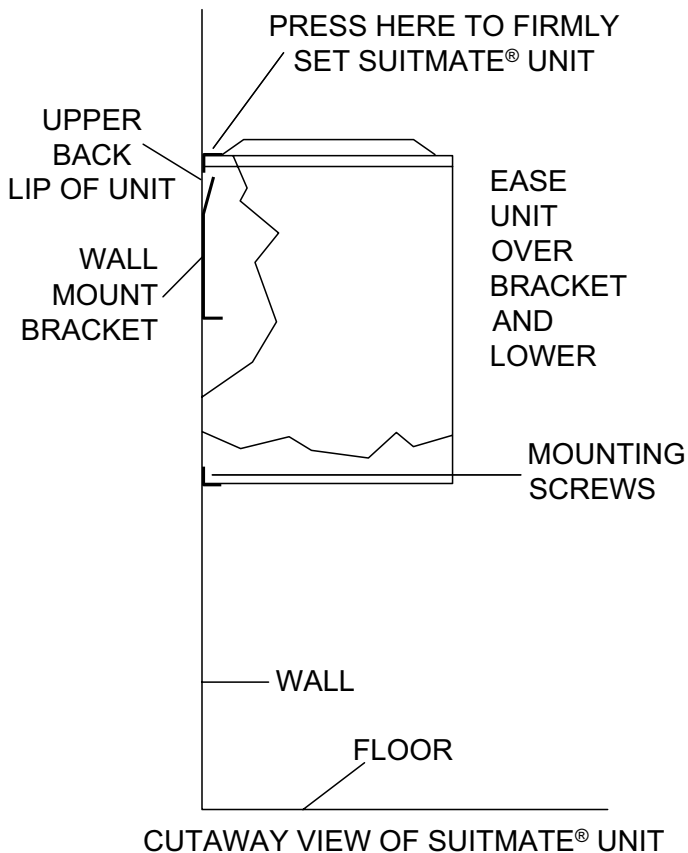 PRESS HERE TO FIRMLY
SET SUITMATE® UNIT
UPPER
BACK
LIP OF UNIT
WALL
MOUNT
BRACKET
EASE
UNIT
OVER
BRACKET
AND
LOWER
MOUNTING
SCREWS
WALL
FLOOR
CUTAWAY VIEW OF SUITMATE® UNIT